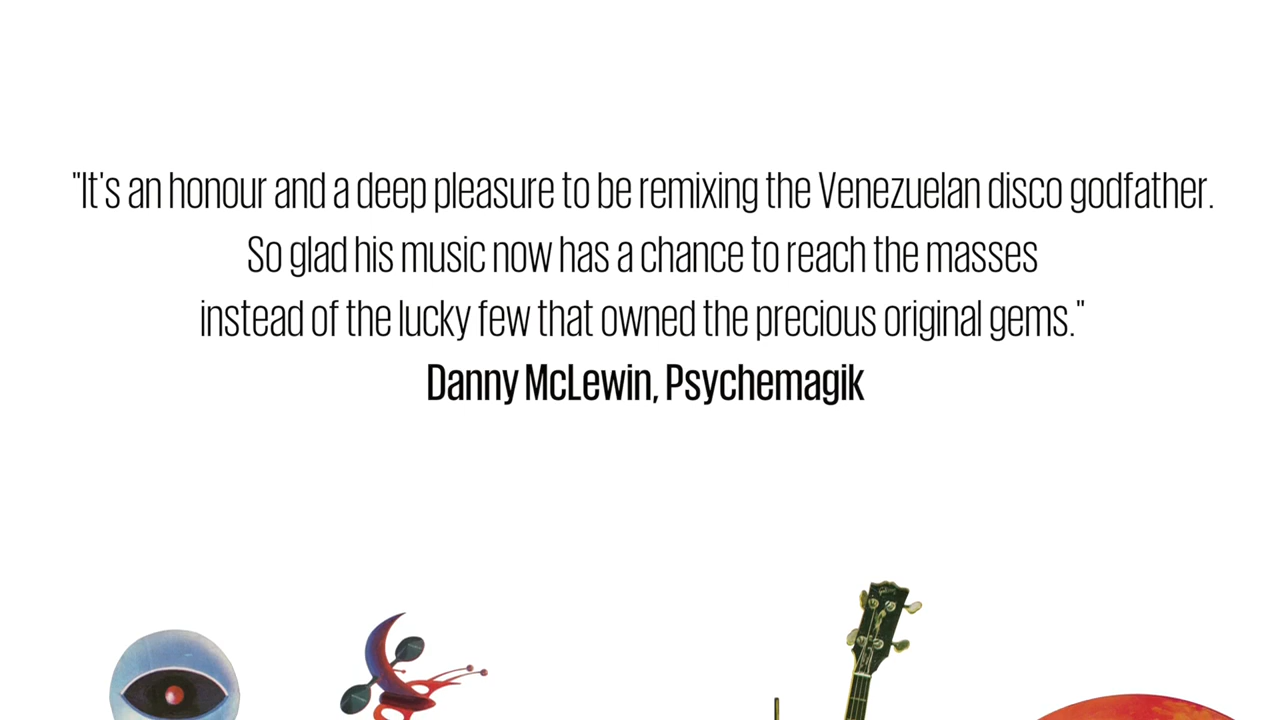 "It's an honour and a deep pleasure to be remixing the Venezuelan disco godfather.
So glad his music now has a chance to reach the masses
instead of the lucky few that owned the precious original gems."
Danny McLewin, Psychemagik
Gibson